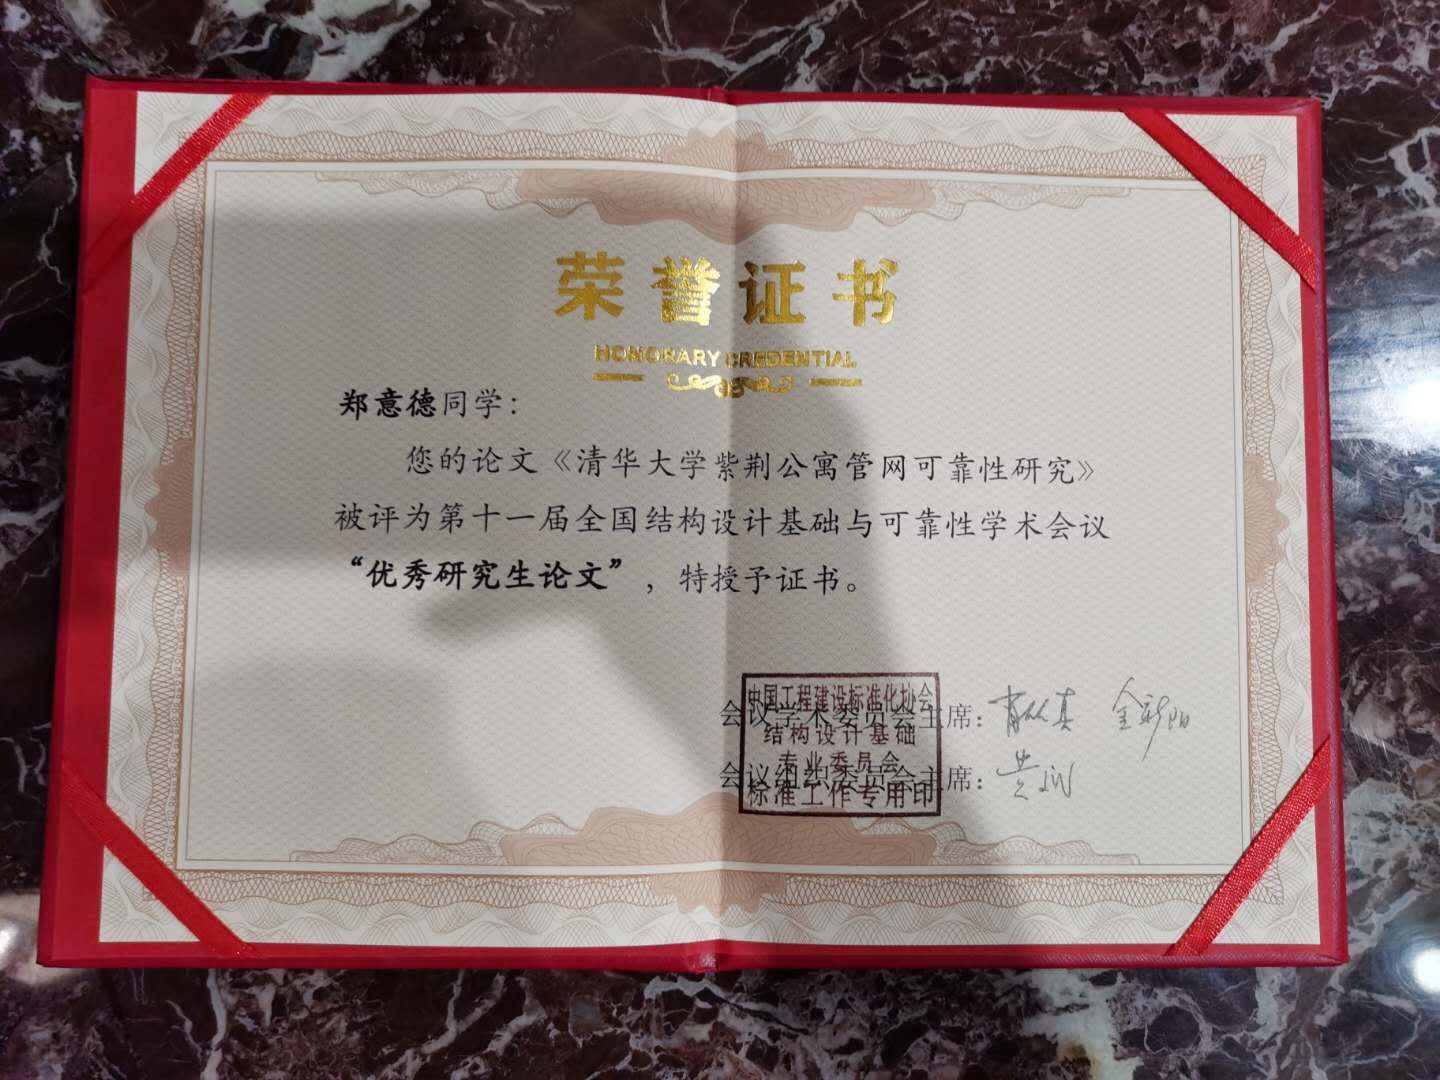 荣誉证书
HONORARY CREDENTIAL
郑意德同学：
您的论文《清华大学紫荆公寓管网可靠性研究》
被评为第十一届全国结构设计基础与可靠性学术会议
“优秀研究生论文”，特授予证书。
中国工程建设标准化协会
会议学术委员会主席：
结构设计基础
专业委员会
会议组织委员会主席：
标准工作专用印